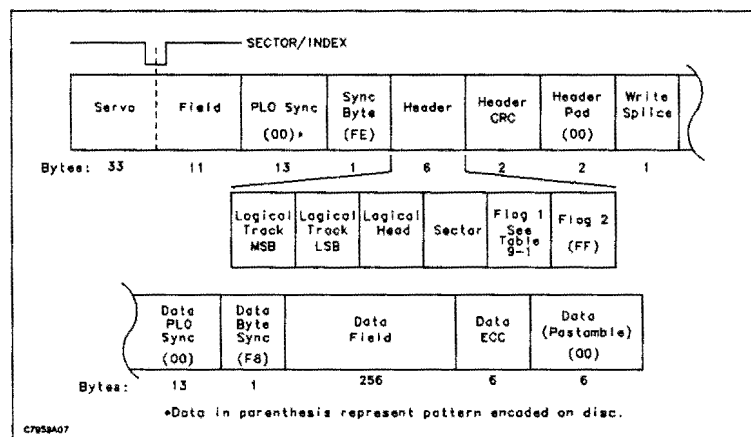 SECTOR/INDEX
Servo Field PLO Sync (00)* Sync Byte (FE) Header Header CRC Header Pad (00) Write Splice
Bytes: 33 11 13 1 6 2 2 1
Logical Track MSB Logical Track LSB Logical Head Sector Flag 1 See Table 9-1 Flag 2 (FF)
Data PLO Sync (00) Data Byte Sync (F8) Data Field Data ECC Data (Postamble) (00)
Bytes: 13 1 256 6 6
*Data in parenthesis represent pattern encoded on disc.
C7959A07